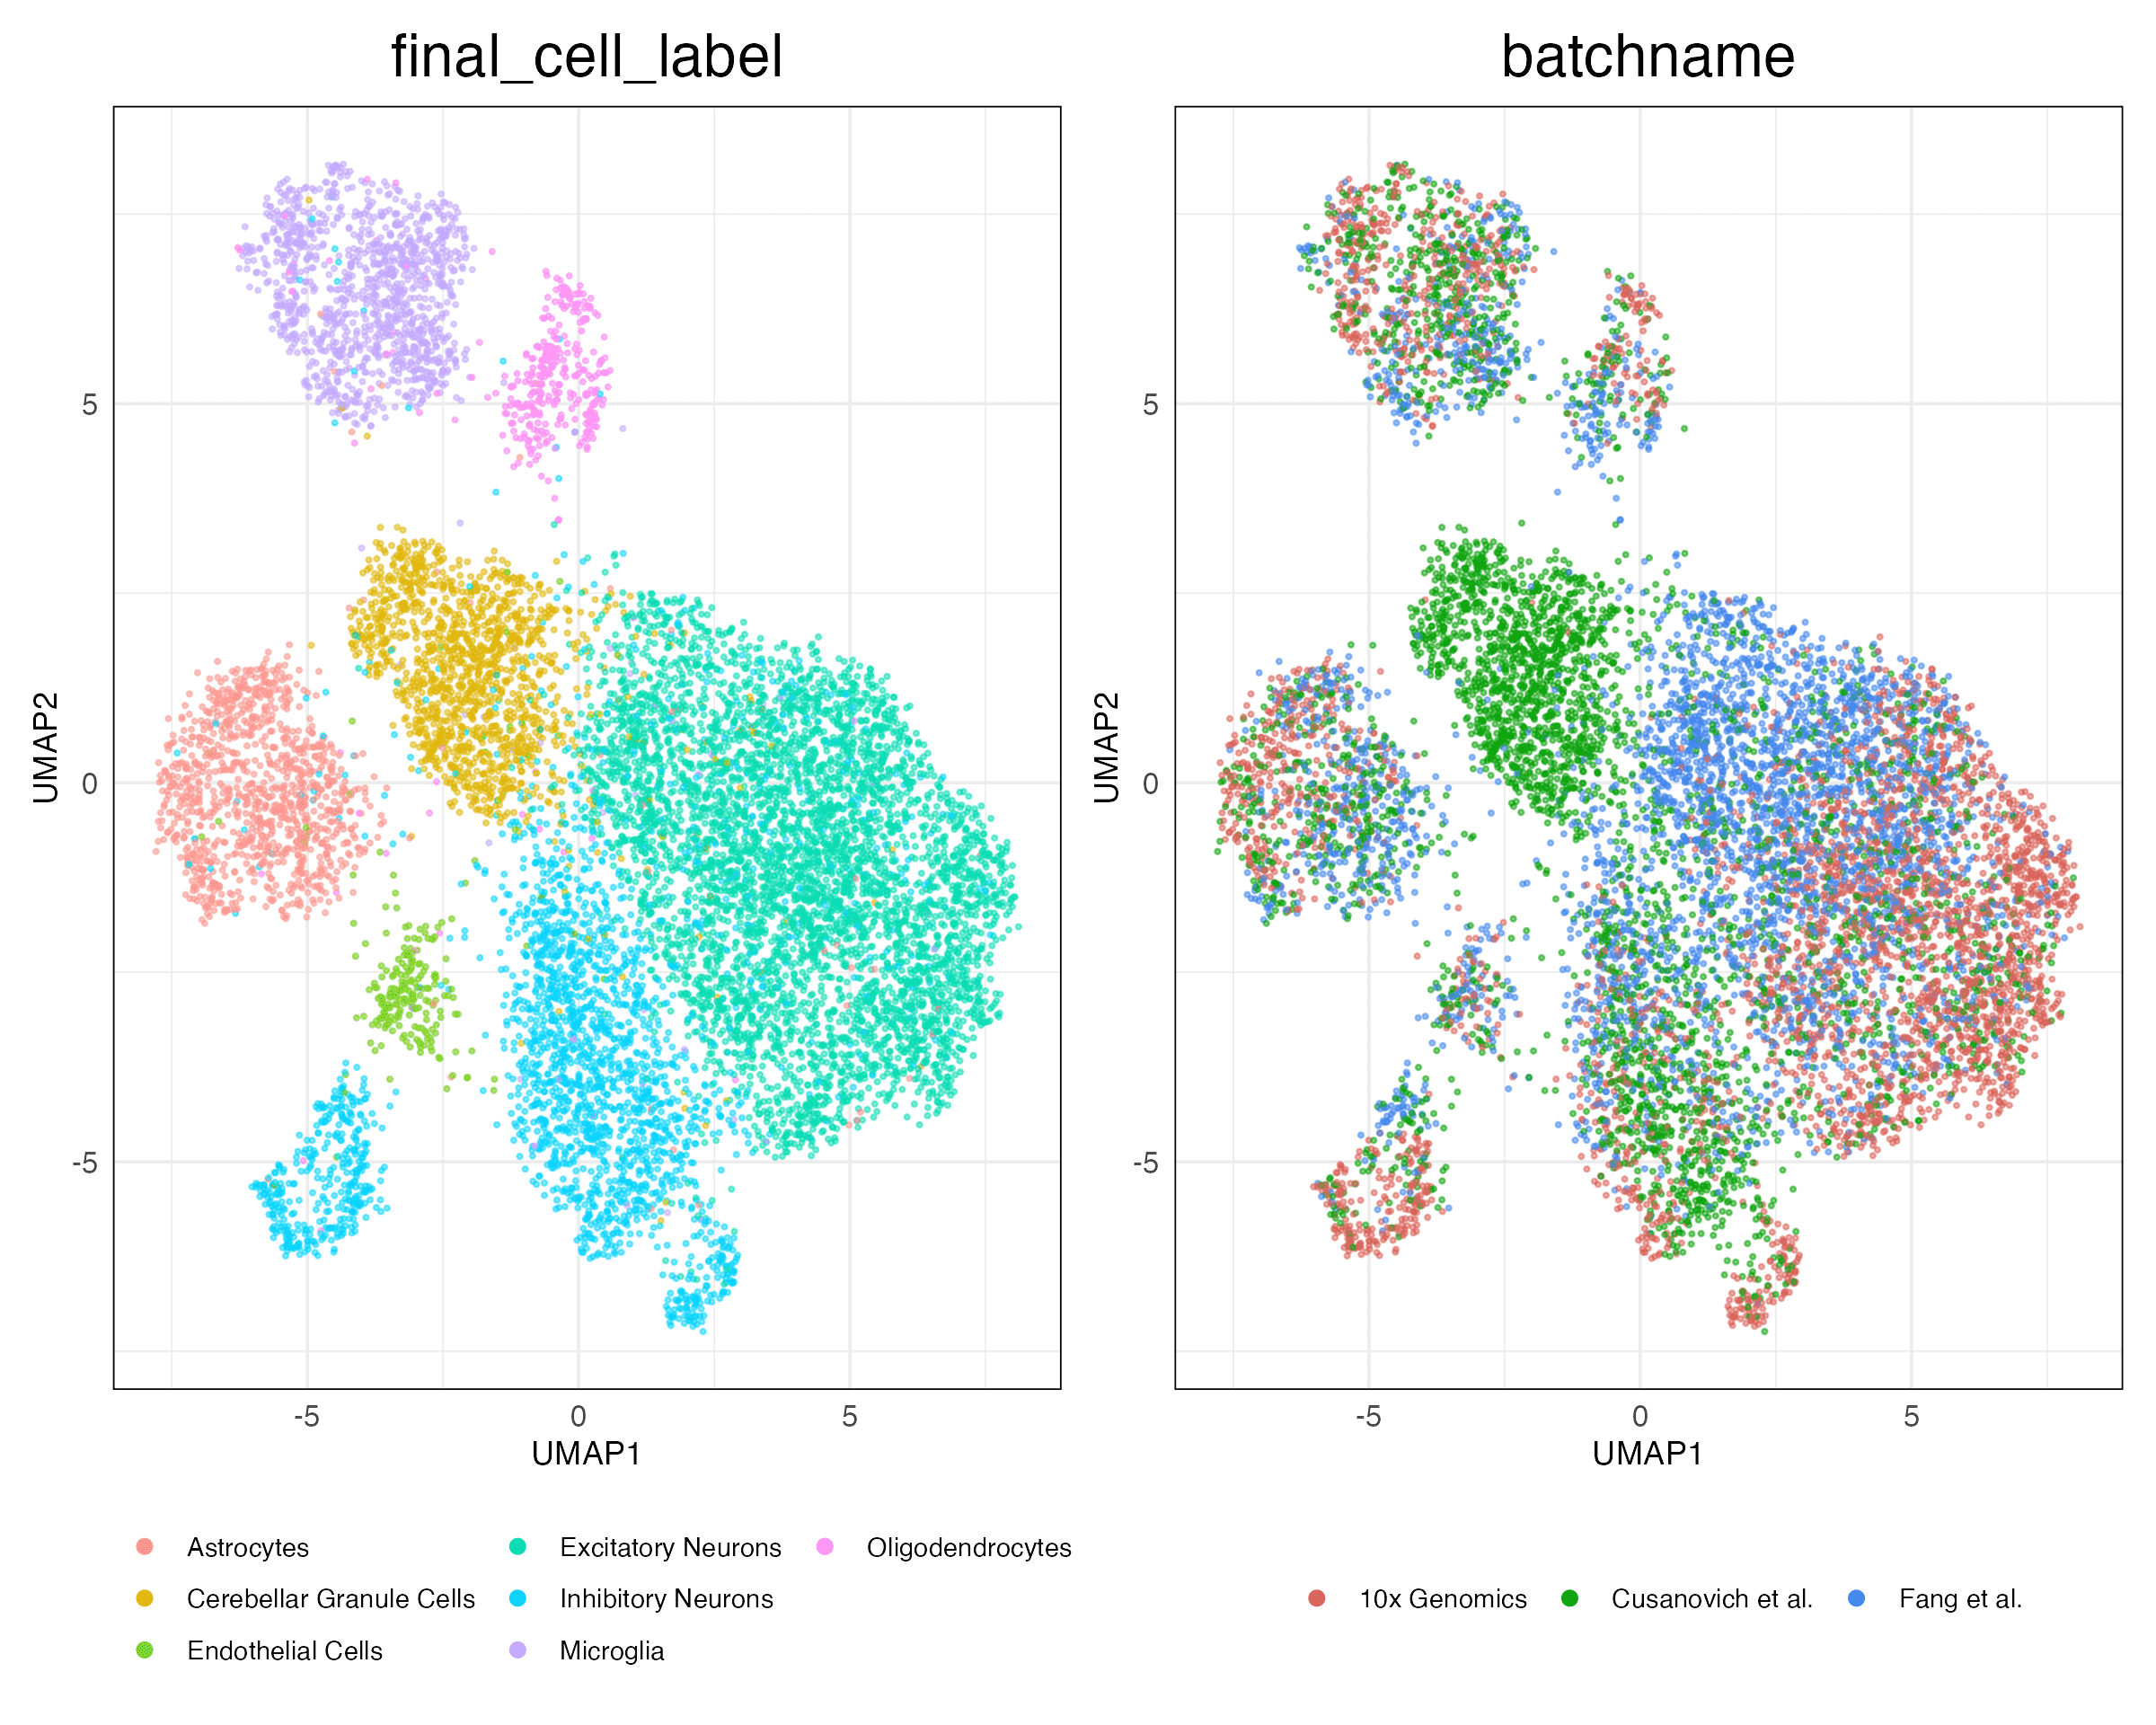 final_cell_label
batchname
UMAP2
5
0
-5
-5
0
5
UMAP1
UMAP2
5
0
-5
-5
0
5
UMAP1
Astrocytes
Excitatory Neurons
Oligodendrocytes
Cerebellar Granule Cells
Inhibitory Neurons
Endothelial Cells
Microglia
10x Genomics
Cusanovich et al.
Fang et al.